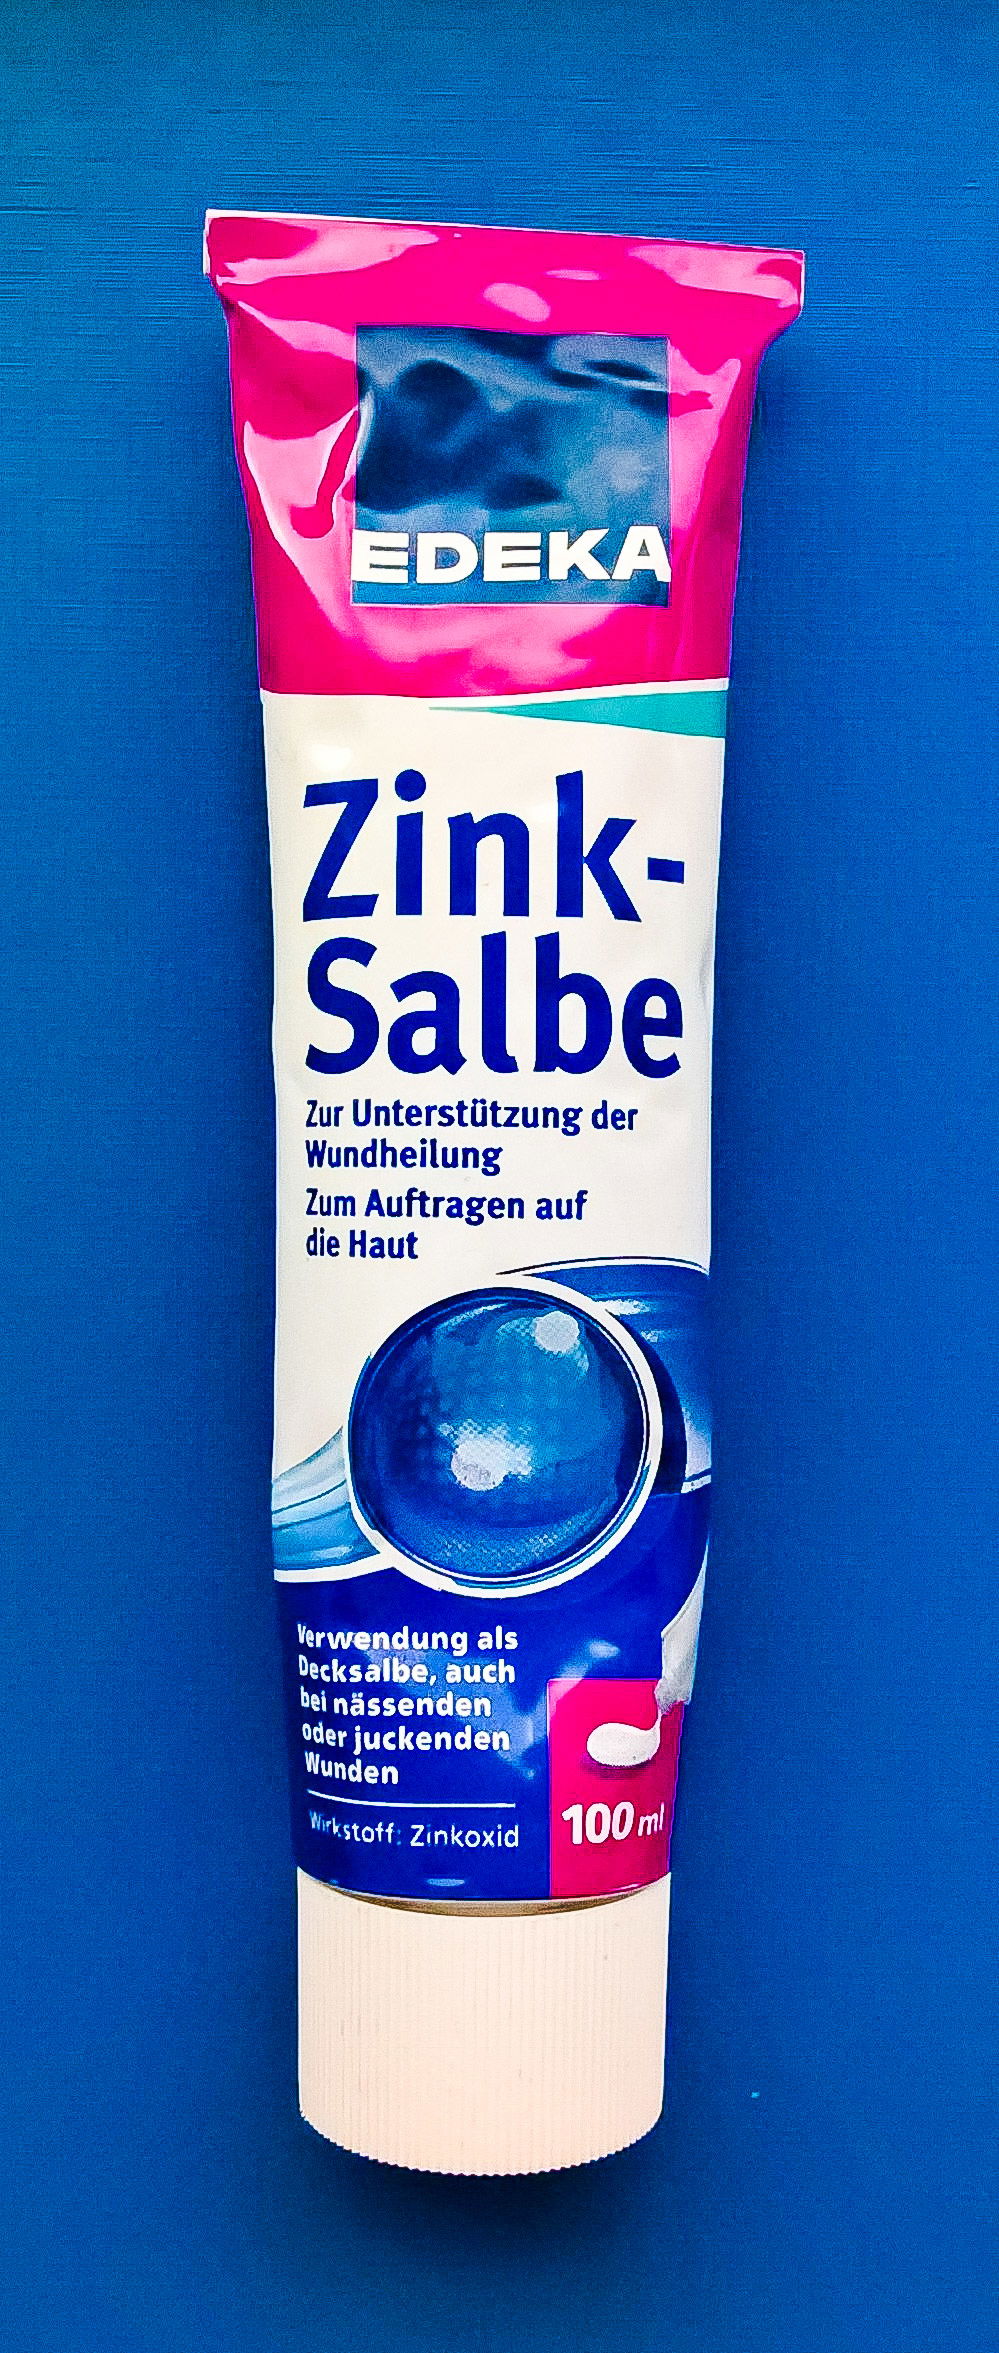 EDEKA
Zink-
Salbe
Zur Unterstützung der
Wundheilung
Zum Auftragen auf
die Haut
Verwendung als
Decksalbe, auch
bei nässenden
oder juckenden
Wunden
Wirkstoff: Zinkoxid
100 ml